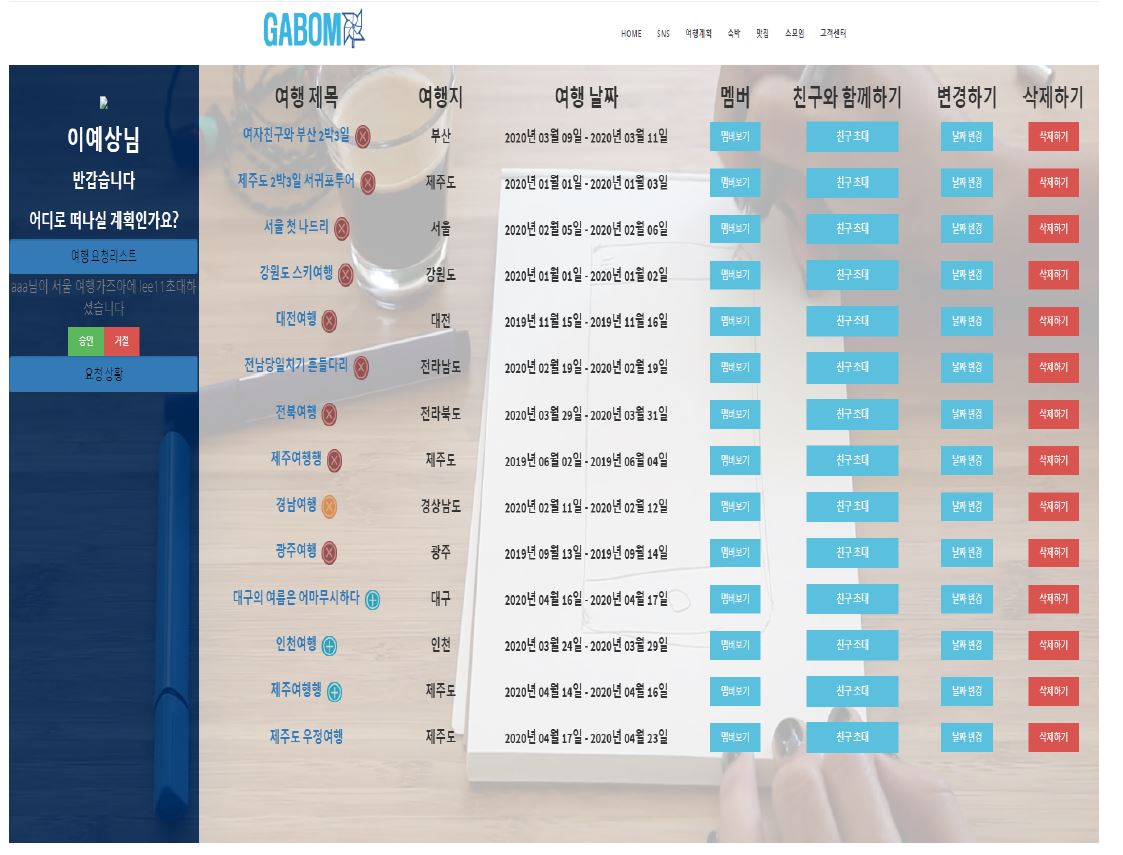 GABOM
HOME SNS 여행계획 숙박 맛집 소모임 고객센터
이예상님
반갑습니다
어디로 떠나실 계획인가요?
여행 요청리스트
aaa님이 서울 여행가즈아에 lee11초대하
셨습니다
승인 거절
요청상황
여행 제목 여행지 여행 날짜 멤버 친구와 함께하기 변경하기 삭제하기
여자친구와 부산 2박3일 부산 2020년 03월 09일 - 2020년 03월 11일 멤버보기 친구 초대 날짜 변경 삭제하기
제주도 2박3일 서귀포투어 제주도 2020년 01월 01일 - 2020년 01월 03일 멤버보기 친구 초대 날짜 변경 삭제하기
서울 첫 나드리 서울 2020년 02월 05일 - 2020년 02월 06일 멤버보기 친구 초대 날짜 변경 삭제하기
강원도 스키여행 강원도 2020년 01월 01일 - 2020년 01월 02일 멤버보기 친구 초대 날짜 변경 삭제하기
대전여행 대전 2019년 11월 15일 - 2019년 11월 16일 멤버보기 친구 초대 날짜 변경 삭제하기
전남당일치기 흔들다리 전라남도 2020년 02월 19일 - 2020년 02월 19일 멤버보기 친구 초대 날짜 변경 삭제하기
전북여행 전라북도 2020년 03월 29일 - 2020년 03월 31일 멤버보기 친구 초대 날짜 변경 삭제하기
제주여행행 제주도 2019년 06월 02일 - 2019년 06월 04일 멤버보기 친구 초대 날짜 변경 삭제하기
경남여행 경상남도 2020년 02월 11일 - 2020년 02월 12일 멤버보기 친구 초대 날짜 변경 삭제하기
광주여행 광주 2019년 09월 13일 - 2019년 09월 14일 멤버보기 친구 초대 날짜 변경 삭제하기
대구의 여름은 어마무시하다 대구 2020년 04월 16일 - 2020년 04월 17일 멤버보기 친구 초대 날짜 변경 삭제하기
인천여행 인천 2020년 03월 24일 - 2020년 03월 29일 멤버보기 친구 초대 날짜 변경 삭제하기
제주여행행 제주도 2020년 04월 14일 - 2020년 04월 16일 멤버보기 친구 초대 날짜 변경 삭제하기
제주도 우정여행 제주도 2020년 04월 17일 - 2020년 04월 23일 멤버보기 친구 초대 날짜 변경 삭제하기